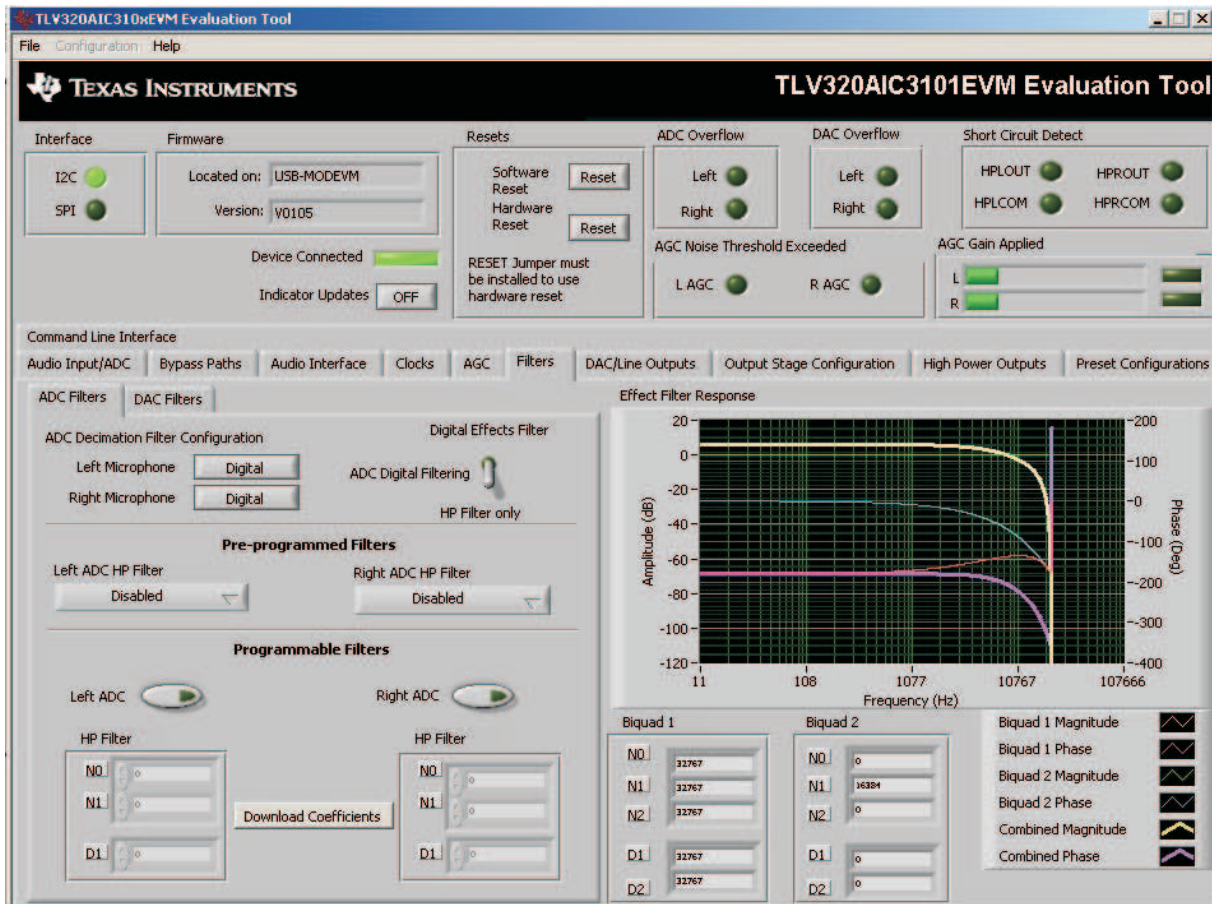 TLV320AIC310xEVM Evaluation Tool
File Configuration Help
TEXAS INSTRUMENTS
TLV320AIC3101EVM Evaluation Tool
Interface
I2C
SPI
Firmware
Located on: USB-MODEVM
Version: V0105
Device Connected
Indicator Updates OFF
Resets
Software Reset Reset
Hardware Reset Reset
RESET Jumper must
be installed to use
hardware reset
ADC Overflow
Left
Right
DAC Overflow
Left
Right
Short Circuit Detect
HPLOUT HPROUT
HPLCOM HPRCOM
AGC Noise Threshold Exceeded
L AGC R AGC
AGC Gain Applied
L
R
Command Line Interface
Audio Input/ADC Bypass Paths Audio Interface Clocks AGC Filters DAC/Line Outputs Output Stage Configuration High Power Outputs Preset Configurations
ADC Filters DAC Filters
ADC Decimation Filter Configuration
Left Microphone Digital
Right Microphone Digital
Digital Effects Filter
ADC Digital Filtering
HP Filter only
Pre-programmed Filters
Left ADC HP Filter
Disabled
Right ADC HP Filter
Disabled
Programmable Filters
Left ADC
Right ADC
HP Filter
N0 0
N1 0
D1 0
Download Coefficients
HP Filter
N0 0
N1 0
D1 0
Effect Filter Response
Amplitude (dB)
20
0
-20
-40
-60
-80
-100
-120
Phase (Deg)
-200
-100
-0
-100
-200
-300
-400
11 108 1077 10767 107666
Frequency (Hz)
Biquad 1
N0 32767
N1 32767
N2 32767
D1 32767
D2 32767
Biquad 2
N0 0
N1 16384
N2 0
D1 0
D2 0
Biquad 1 Magnitude
Biquad 1 Phase
Biquad 2 Magnitude
Biquad 2 Phase
Combined Magnitude
Combined Phase